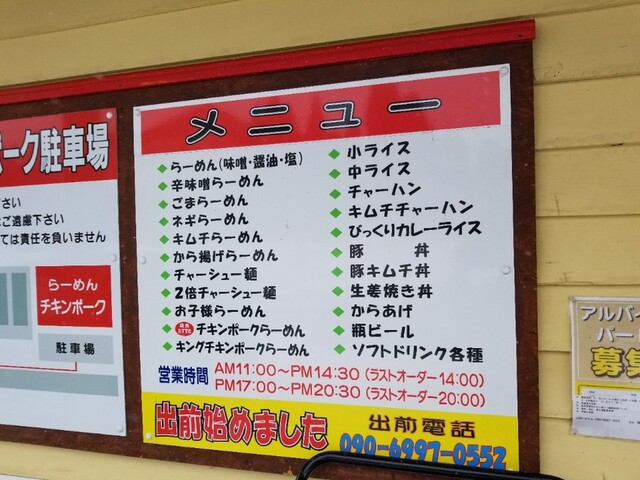 ポーク駐車場
ださい
はご遠慮下さい
ては責任を負いません
らーめん
チキンポーク
駐車場
メニュー
らーめん(味噌・醤油・塩)
辛味噌らーめん
ごまらーめん
ネギらーめん
キムチらーめん
から揚げらーめん
チャーシュー麺
2倍チャーシュー麺
お子様らーめん
チキンポークらーめん
キングチキンポークらーめん
小ライス
中ライス
チャーハン
キムチチャーハン
びっくりカレーライス
豚 丼
豚キムチ丼
生姜焼き丼
からあげ
瓶ビール
ソフトドリンク各種
営業時間 AM11:00～PM14:30 (ラストオーダー14:00)
PM17:00～PM20:30 (ラストオーダー20:00)
出前始めました
出前電話
090-6997-0552
アルバイ
パー
募集